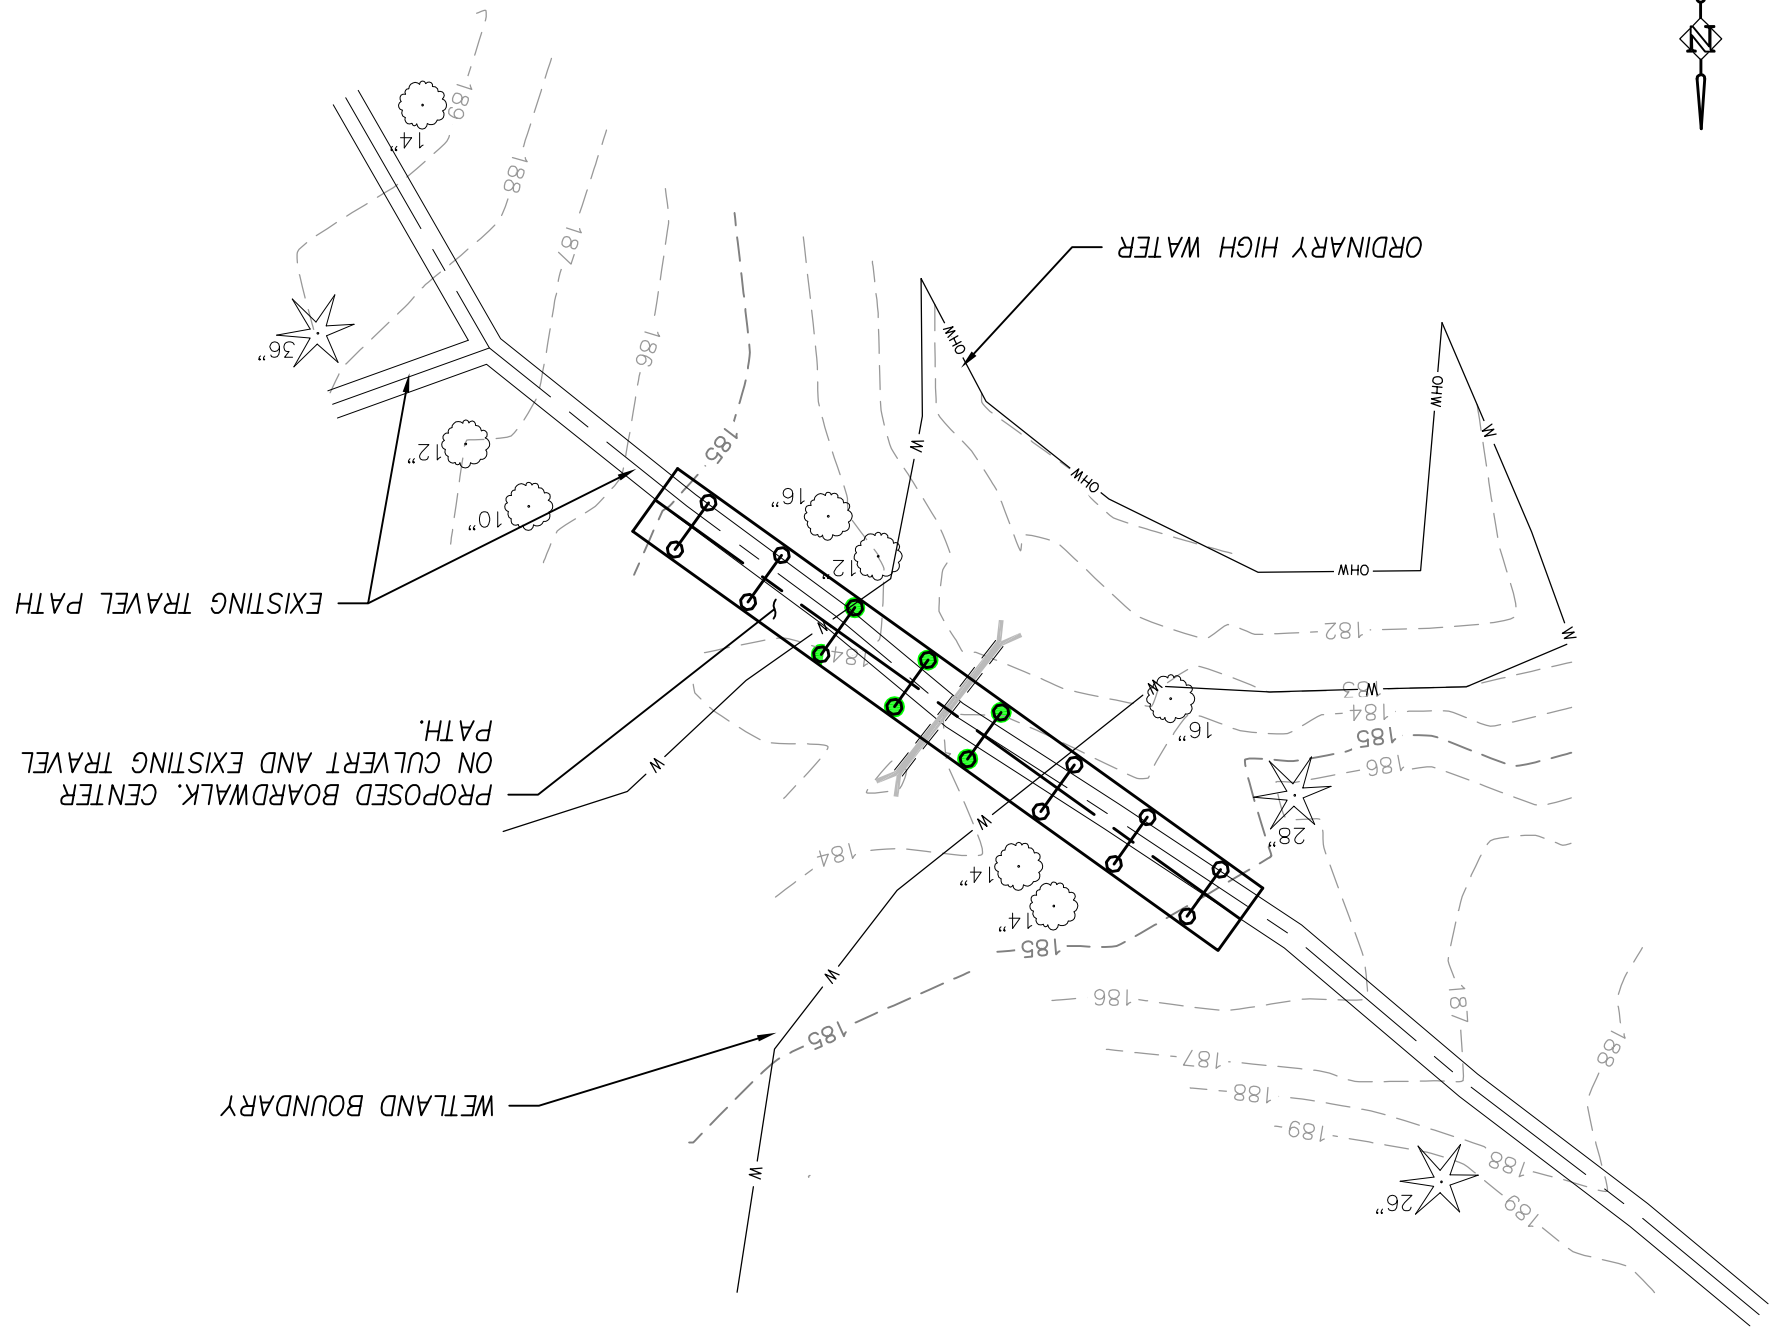 189
26"
W
188
189
WETLAND BOUNDARY
188
187
188
185
187
186
W
185
14"
14"
184
28"
W
PROPOSED BOARDWALK. CENTER
ON CULVERT AND EXISTING TRAVEL
PATH.
186
W
185
16"
184
183
W
W
184
W
182
W
EXISTING TRAVEL PATH
OHW
12"
10"
16"
OHW
12"
W
185
W
OHW
36"
186
OHW
ORDINARY HIGH WATER
187
188
14"
189
N